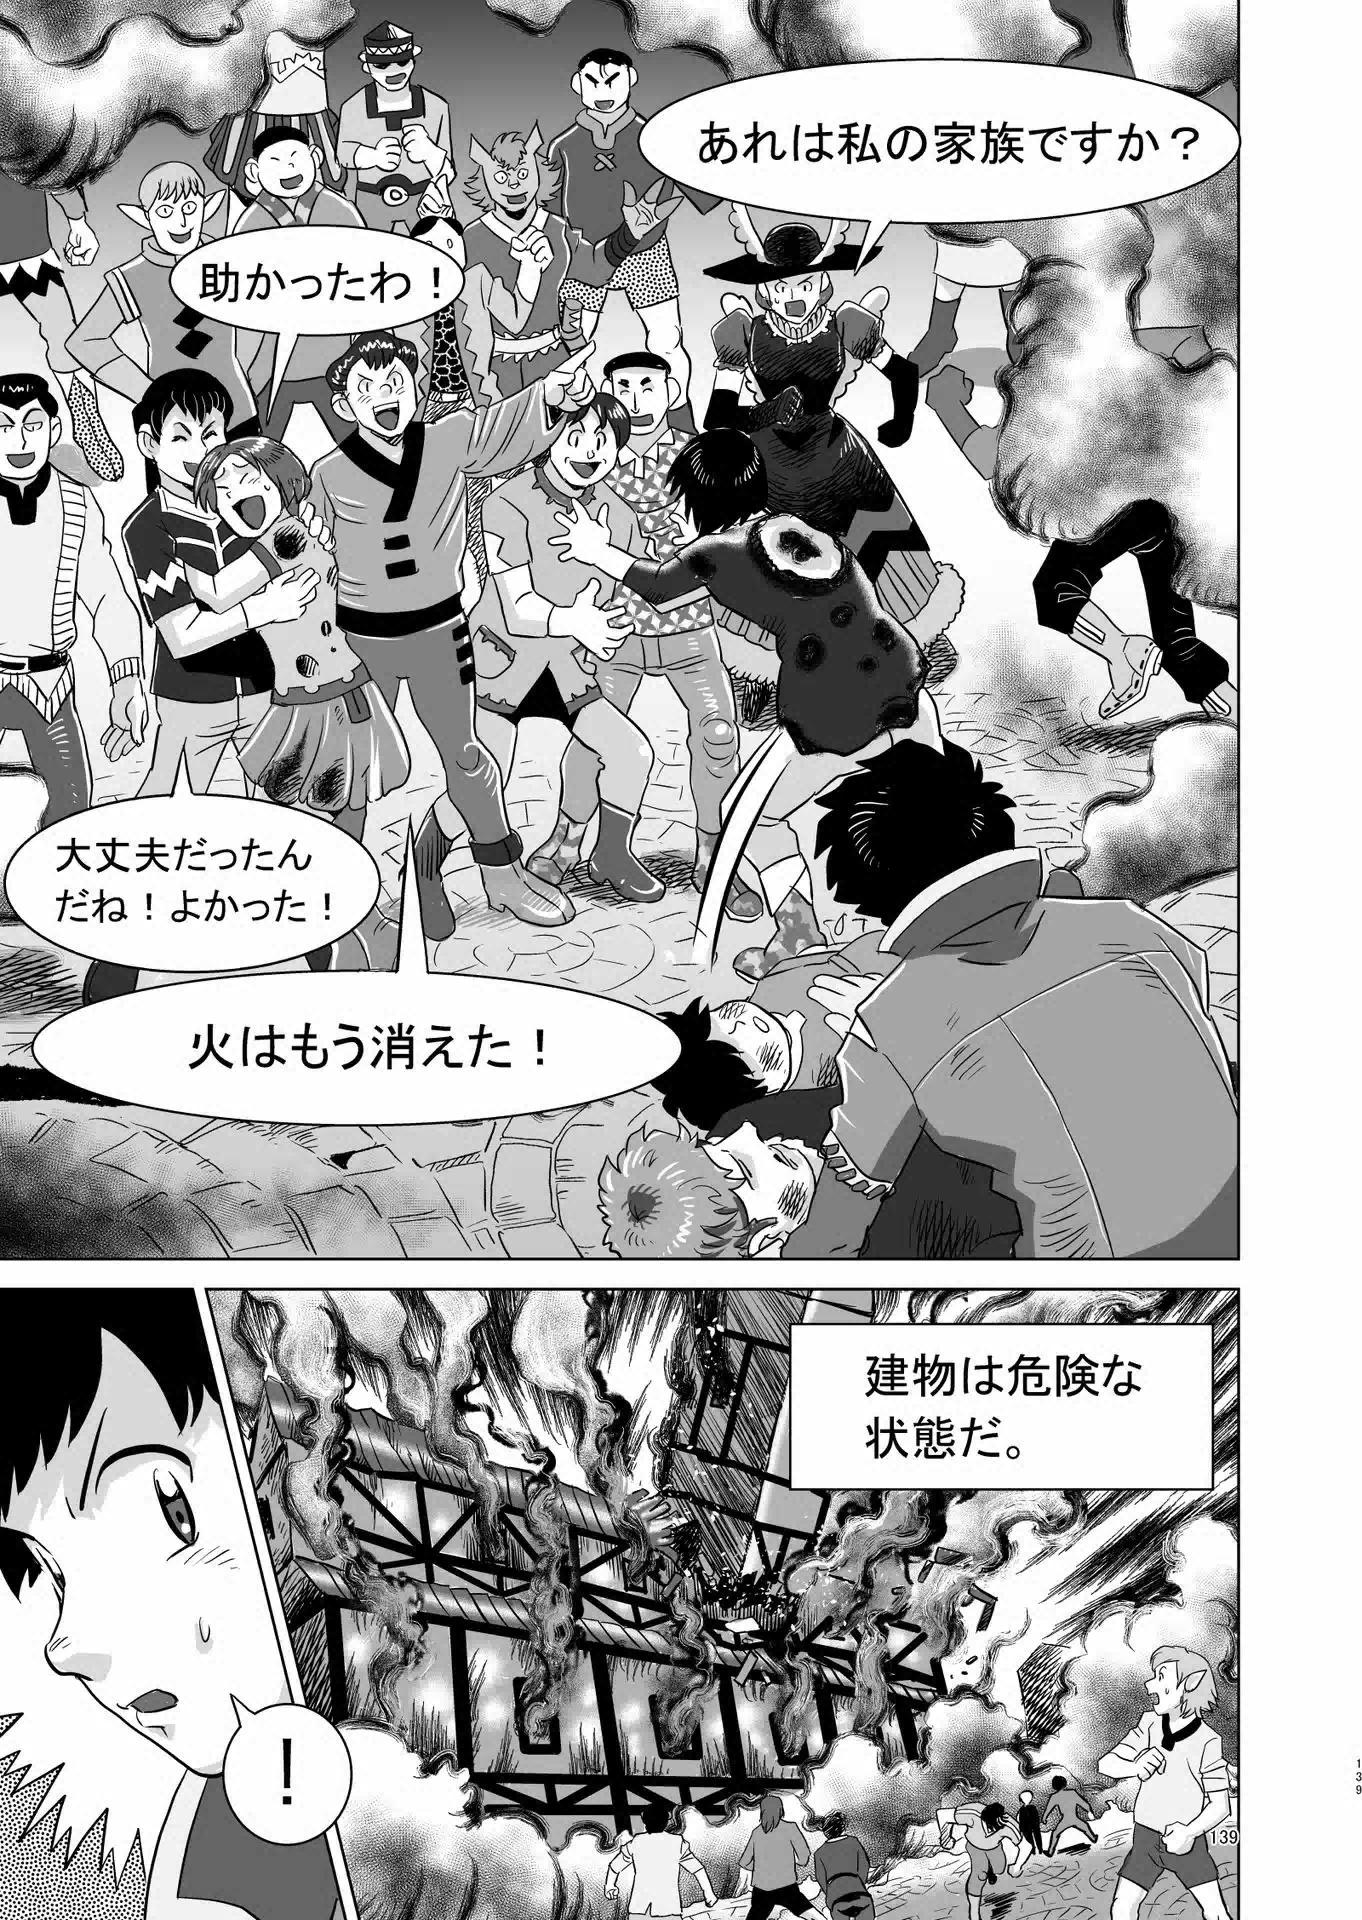 あれは私の家族ですか？
助かったわ！
大丈夫だったん
だね！よかった！
火はもう消えた！
建物は危険な
状態だ。
！
139
139